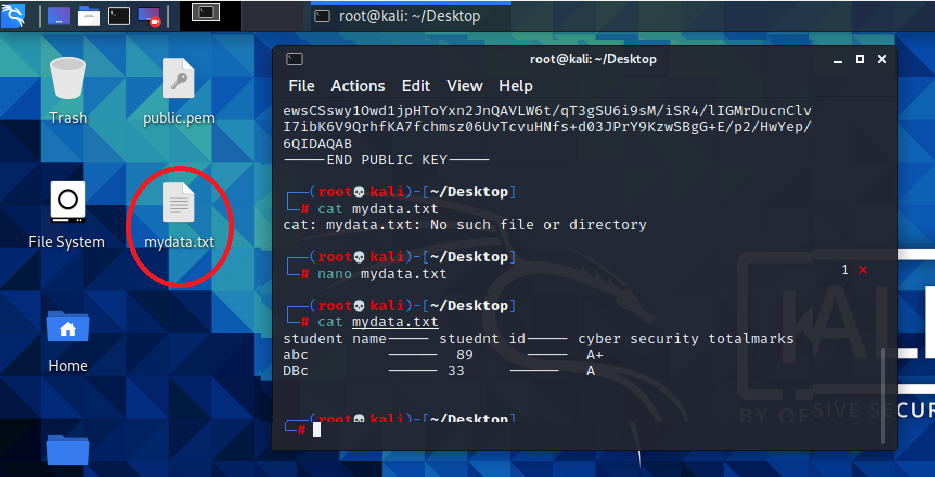 root@kali: ~/Desktop
Trash
public.pem
File System
mydata.txt
Home
root@kali: ~/Desktop
File Actions Edit View Help
ewsCSswy1Owd1jpHToYxn2JnQAVLW6t/qT3gSU6i9sM/iSR4/lIGMrDucnClv
I7ibK6V9QrhfKA7fchmsz06UvTcvuHNfs+d03JPrY9KzwSBgG+E/p2/HwYep/
6QIDAQAB
-----END PUBLIC KEY-----
(root💀kali)-[~/Desktop]
# cat mydata.txt
cat: mydata.txt: No such file or directory
(root💀kali)-[~/Desktop]
# nano mydata.txt
1 ×
(root💀kali)-[~/Desktop]
# cat mydata.txt
student name----- stuednt id----- cyber security totalmarks
abc ------ 89 ----- A+
DBc ------ 33 ------ A
(root💀kali)-[~/Desktop]
#
BY OF SIVE SECUR